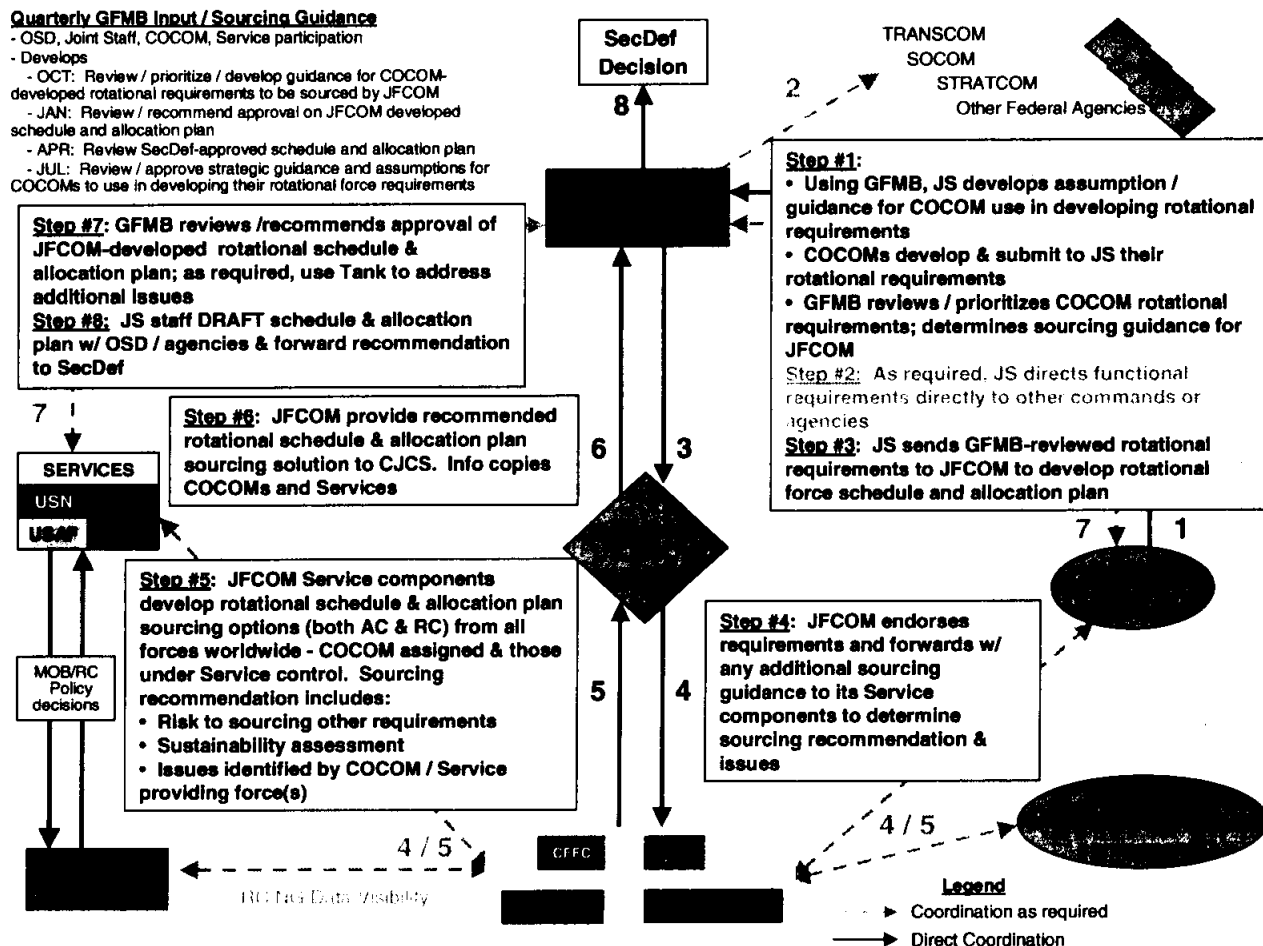 Quarterly GFMB Input / Sourcing Guidance
- OSD, Joint Staff, COCOM, Service participation
- Develops
- OCT: Review / prioritize / develop guidance for COCOM-
developed rotational requirements to be sourced by JFCOM
- JAN: Review / recommend approval on JFCOM developed
schedule and allocation plan
- APR: Review SecDef-approved schedule and allocation plan
- JUL: Review / approve strategic guidance and assumptions for
COCOMs to use in developing their rotational force requirements
SecDef
Decision
8
2
TRANSCOM
SOCOM
STRATCOM
Other Federal Agencies
Step #7: GFMB reviews /recommends approval of
JFCOM-developed rotational schedule &
allocation plan; as required, use Tank to address
additional issues
Step #8: JS staff DRAFT schedule & allocation
plan w/ OSD / agencies & forward recommendation
to SecDef
Step #1:
• Using GFMB, JS develops assumption /
guidance for COCOM use in developing rotational
requirements
• COCOMs develop & submit to JS their
rotational requirements
• GFMB reviews / prioritizes COCOM rotational
requirements; determines sourcing guidance for
JFCOM
Step #2: As required, JS directs functional
requirements directly to other commands or
agencies
Step #3: JS sends GFMB-reviewed rotational
requirements to JFCOM to develop rotational
force schedule and allocation plan
7
Step #6: JFCOM provide recommended
rotational schedule & allocation plan
sourcing solution to CJCS. Info copies
COCOMs and Services
6
3
SERVICES
USN
USAF
7
1
Step #5: JFCOM Service components
develop rotational schedule & allocation plan
sourcing options (both AC & RC) from all
forces worldwide - COCOM assigned & those
under Service control. Sourcing
recommendation includes:
• Risk to sourcing other requirements
• Sustainability assessment
• Issues identified by COCOM / Service
providing force(s)
MOB/RC
Policy
decisions
5
4
Step #4: JFCOM endorses
requirements and forwards w/
any additional sourcing
guidance to its Service
components to determine
sourcing recommendation &
issues
4 / 5
CFFC
4 / 5
RC/NG Data Visibility
Legend
Coordination as required
Direct Coordination